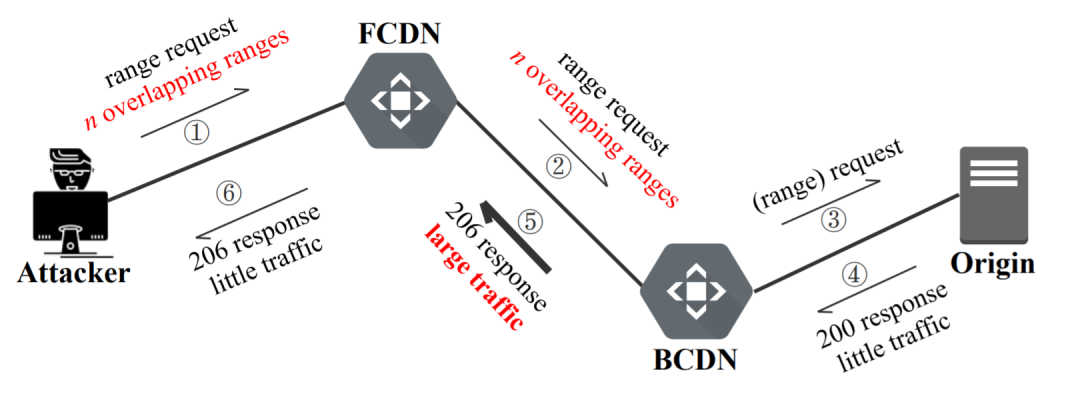 FCDN
range request
n overlapping ranges
①
range request
n overlapping ranges
②
(range) request
③
⑥
206 response
little traffic
⑤
206 response
large traffic
④
200 response
little traffic
Attacker
Origin
BCDN